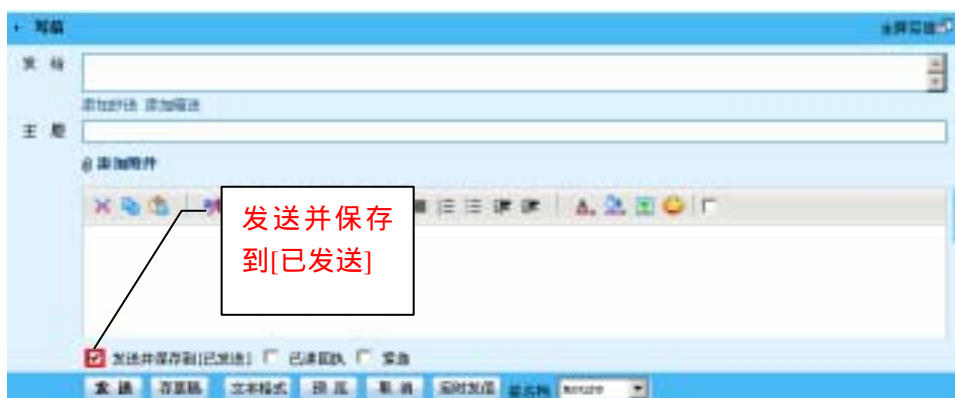 写信
全屏写信
发 给
添加抄送 添加暗送
主 题
添加附件
发送并保存
到[已发送]
发送并保存到[已发送] 已读回执 紧急
发 送 存草稿 文本格式 预 览 取 消 定时发信 签名档